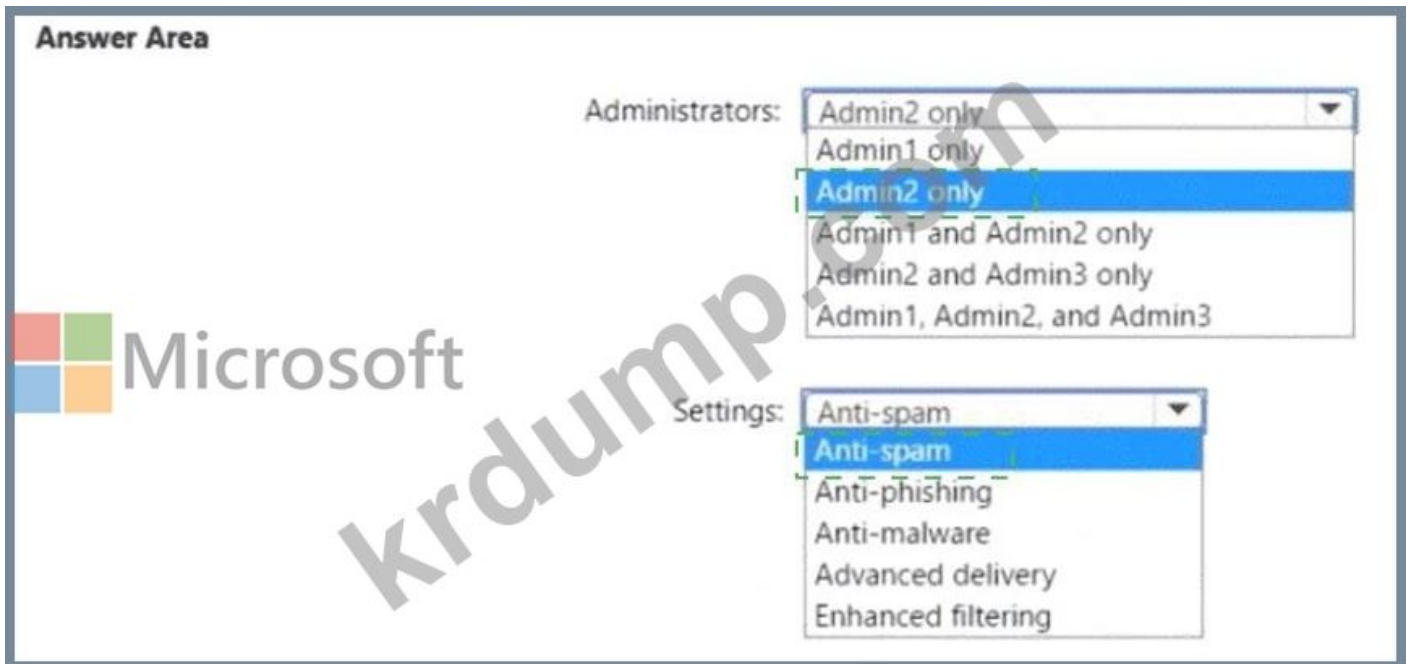 Answer Area
Administrators: Admin2 only
Admin1 only
Admin2 only
Admin1 and Admin2 only
Admin2 and Admin3 only
Admin1, Admin2, and Admin3
Microsoft
krdump.com
Settings: Anti-spam
Anti-spam
Anti-phishing
Anti-malware
Advanced delivery
Enhanced filtering